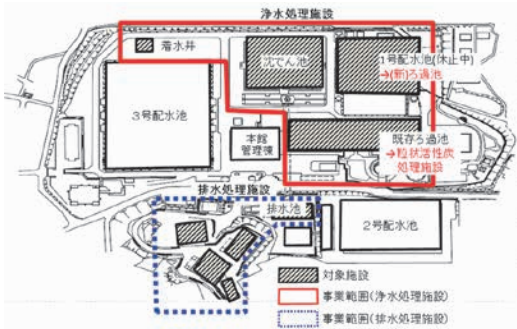 浄水処理施設
着水井
沈でん池
1号配水池(休止中)
→(新)ろ過池
3号配水池
本館
管理棟
既存ろ過池
→粒状活性炭
処理施設
排水処理施設
排水池
2号配水池
対象施設
事業範囲(浄水処理施設)
事業範囲(排水処理施設)